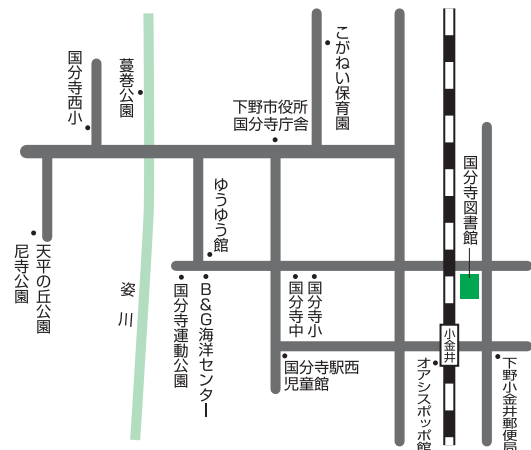 国分寺西小
蔓巻公園
下野市役所
国分寺庁舎
こがねい保育園
国分寺図書館
ゆうゆう館
天平の丘公園
尼寺公園
姿川
国分寺運動公園
B&G海洋センター
国分寺中
国分寺小
国分寺駅西
児童館
小金井
オアシスポッポ館
下野小金井郵便局